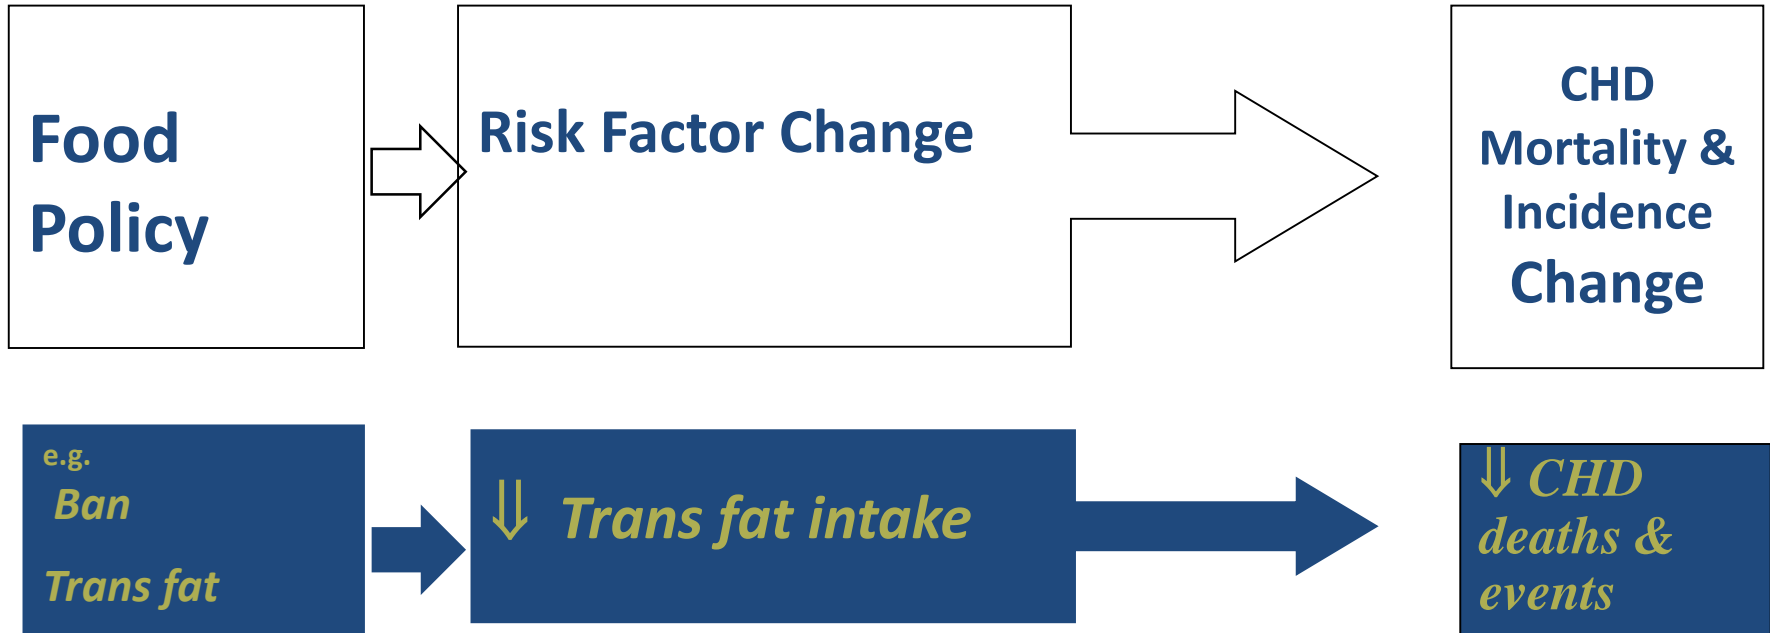 Food
Policy
Risk Factor Change
CHD
Mortality &
Incidence
Change
e.g.
Ban
Trans fat
⇓ Trans fat intake
⇓ CHD
deaths &
events